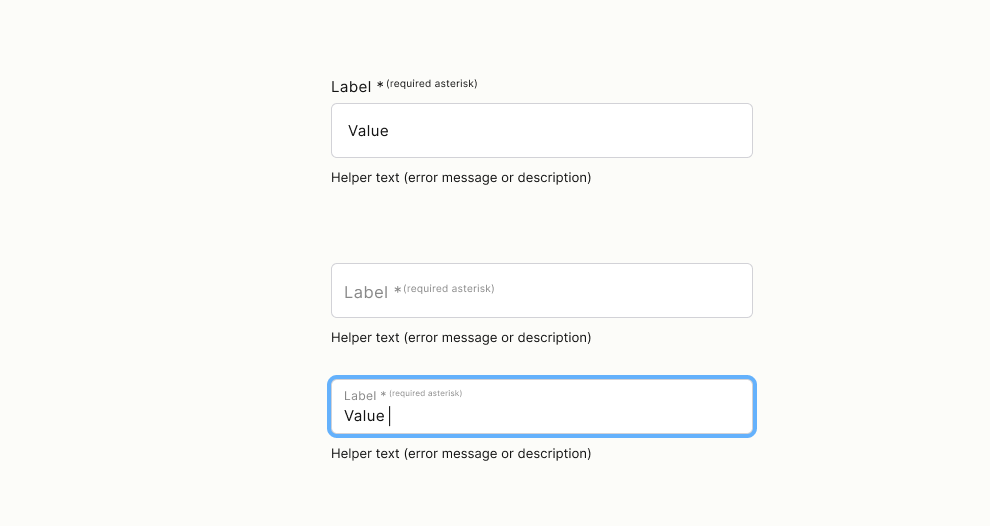 Label *(required asterisk)
Value
Helper text (error message or description)
Label *(required asterisk)
Helper text (error message or description)
Label * (required asterisk)
Value
Helper text (error message or description)